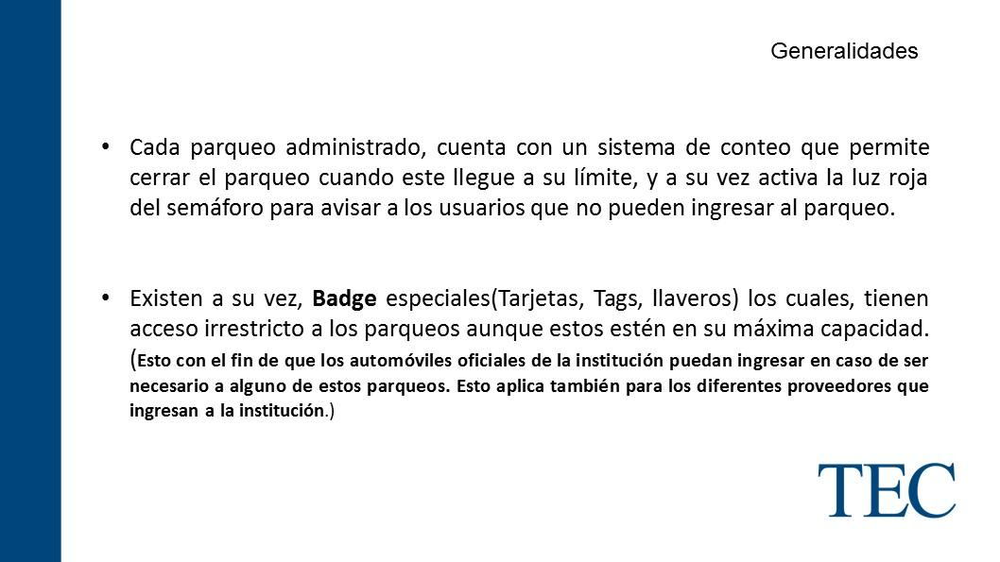 Generalidades
• Cada parqueo administrado, cuenta con un sistema de conteo que permite
cerrar el parqueo cuando este llegue a su límite, y a su vez activa la luz roja
del semáforo para avisar a los usuarios que no pueden ingresar al parqueo.
• Existen a su vez, Badge especiales(Tarjetas, Tags, llaveros) los cuales, tienen
acceso irrestricto a los parqueos aunque estos estén en su máxima capacidad.
(Esto con el fin de que los automóviles oficiales de la institución puedan ingresar en caso de ser
necesario a alguno de estos parqueos. Esto aplica también para los diferentes proveedores que
ingresan a la institución.)
TEC